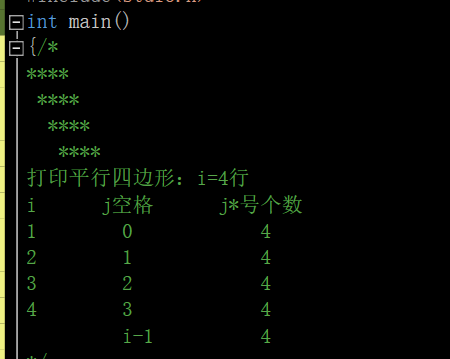 int main()
{/*
****
 ****
  ****
   ****
打印平行四边形：i=4行
i      j空格      j*号个数
1        0            4
2        1            4
3        2            4
4        3            4
         i-1          4